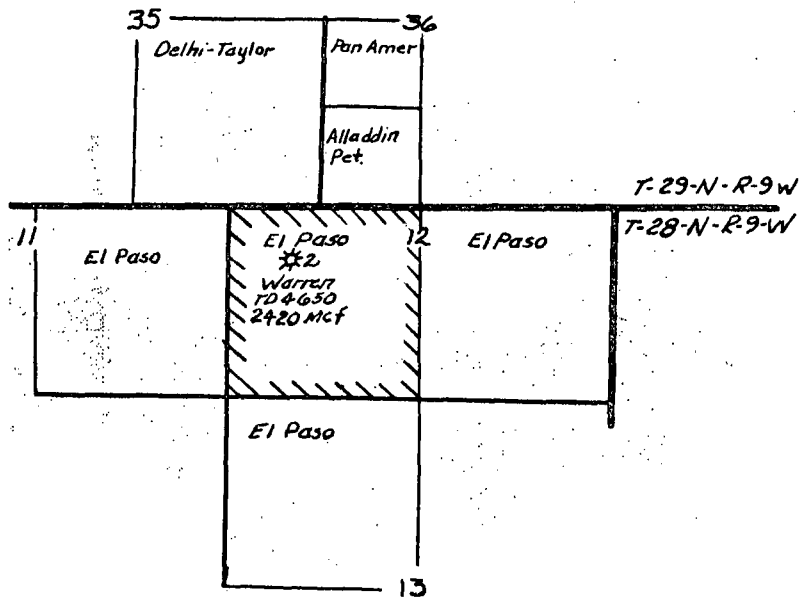 35
36
Delhi-Taylor
Pan Amer
Alladdin
Pet.
T-29-N-R-9W
T-28-N-R-9-W
11
El Paso
El Paso
12
El Paso
2
Warren
TD 4650
2420 Mcf
El Paso
13